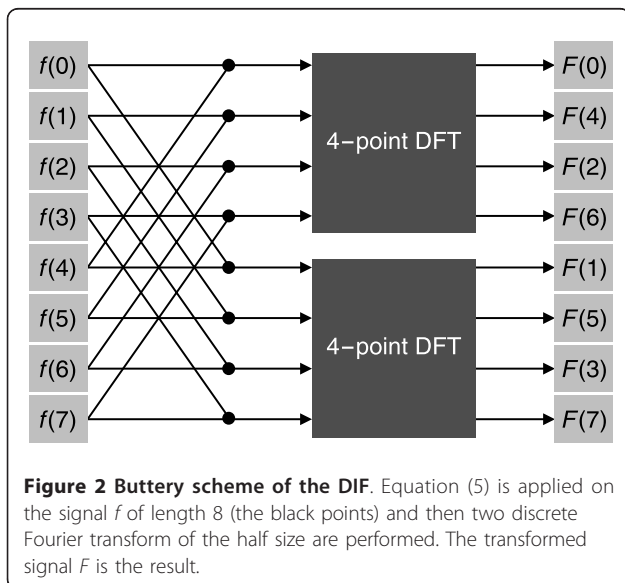 f(0) F(0)
f(1) F(4)
f(2) 4–point DFT F(2)
f(3) F(6)
f(4) F(1)
f(5) F(5)
f(6) 4–point DFT F(3)
f(7) F(7)
Figure 2 Buttery scheme of the DIF. Equation (5) is applied on
the signal f of length 8 (the black points) and then two discrete
Fourier transform of the half size are performed. The transformed
signal F is the result.